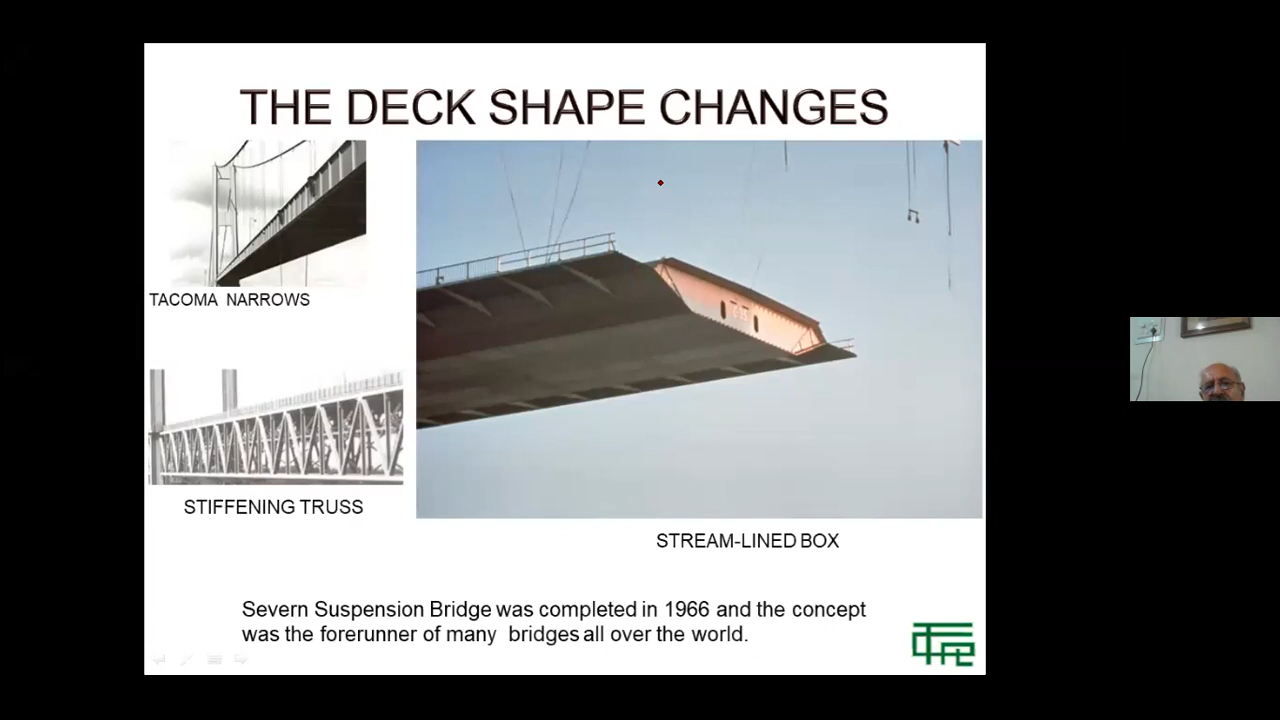 THE DECK SHAPE CHANGES
TACOMA NARROWS
STIFFENING TRUSS
STREAM-LINED BOX
Severn Suspension Bridge was completed in 1966 and the concept
was the forerunner of many bridges all over the world.